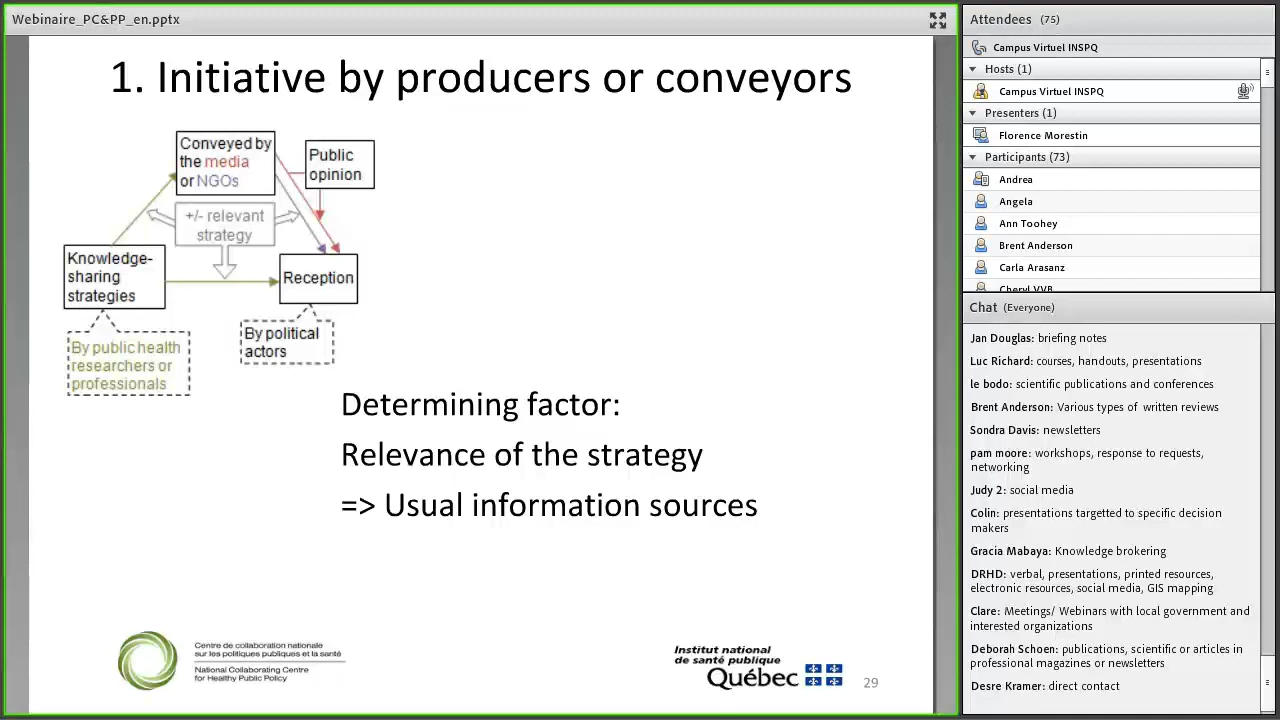 Webinaire_PC&PP_en.pptx
1. Initiative by producers or conveyors
Conveyed by
the media
or NGOs
Public
opinion
+/- relevant
strategy
Knowledge-
sharing
strategies
Reception
By public health
researchers or
professionals
By political
actors
Determining factor:
Relevance of the strategy
=> Usual information sources
Centre de collaboration nationale
sur les politiques publiques et la santé
National Collaborating Centre
for Healthy Public Policy
Institut national
de santé publique
Québec
29
Attendees (75)
Campus Virtuel INSPQ
Hosts (1)
Campus Virtuel INSPQ
Presenters (1)
Florence Morestin
Participants (73)
Andrea
Angela
Ann Toohey
Brent Anderson
Carla Arasanz
Cheryl VVB
Chat (Everyone)
Jan Douglas: briefing notes
Luc Richard: courses, handouts, presentations
le bodo: scientific publications and conferences
Brent Anderson: Various types of written reviews
Sondra Davis: newsletters
pam moore: workshops, response to requests,
networking
Judy 2: social media
Colin: presentations targetted to specific decision
makers
Gracia Mabaya: Knowledge brokering
DRHD: verbal, presentations, printed resources,
electronic resources, social media, GIS mapping
Clare: Meetings/ Webinars with local government and
interested organizations
Deborah Schoen: publications, scientific or articles in
professional magazines or newsletters
Desre Kramer: direct contact